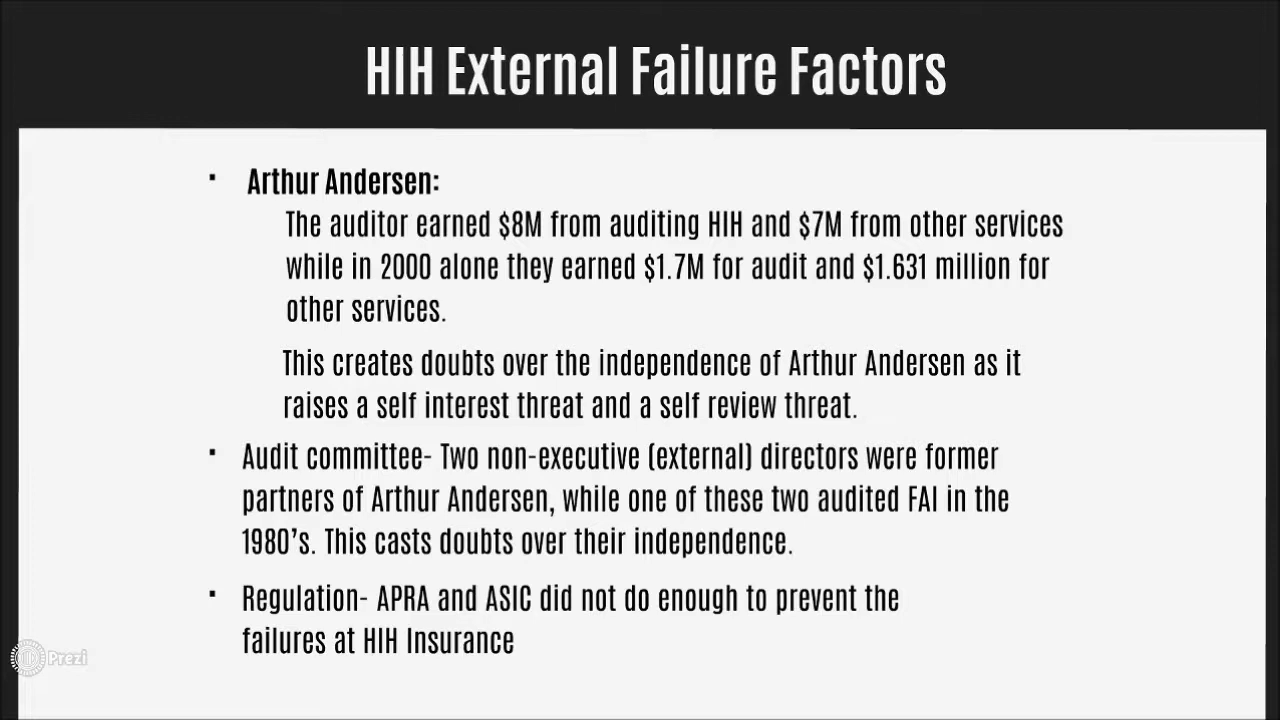 HIH External Failure Factors
▪ Arthur Andersen:
The auditor earned $8M from auditing HIH and $7M from other services
while in 2000 alone they earned $1.7M for audit and $1.631 million for
other services.
This creates doubts over the independence of Arthur Andersen as it
raises a self interest threat and a self review threat.
▪ Audit committee- Two non-executive (external) directors were former
partners of Arthur Andersen, while one of these two audited FAI in the
1980’s. This casts doubts over their independence.
▪ Regulation- APRA and ASIC did not do enough to prevent the
failures at HIH Insurance
Prezi